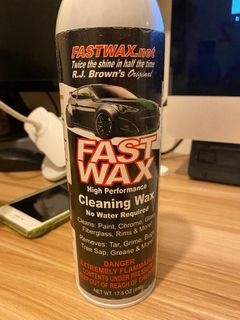 FASTWAX.net
Twice the shine in half the time
R.J. Brown's Original
FAST
WAX
High Performance
Cleaning Wax
No Water Required
Cleans: Paint, Chrome,
Fiberglass, Rims & More!
Removes: Tar, Grime, Bugs
Tree Sap, Grease & More!
DANGER
EXTREMELY FLAMMABLE
CONTENTS UNDER PRESSURE
KEEP OUT OF REACH OF
NET WT 17.5 OZ